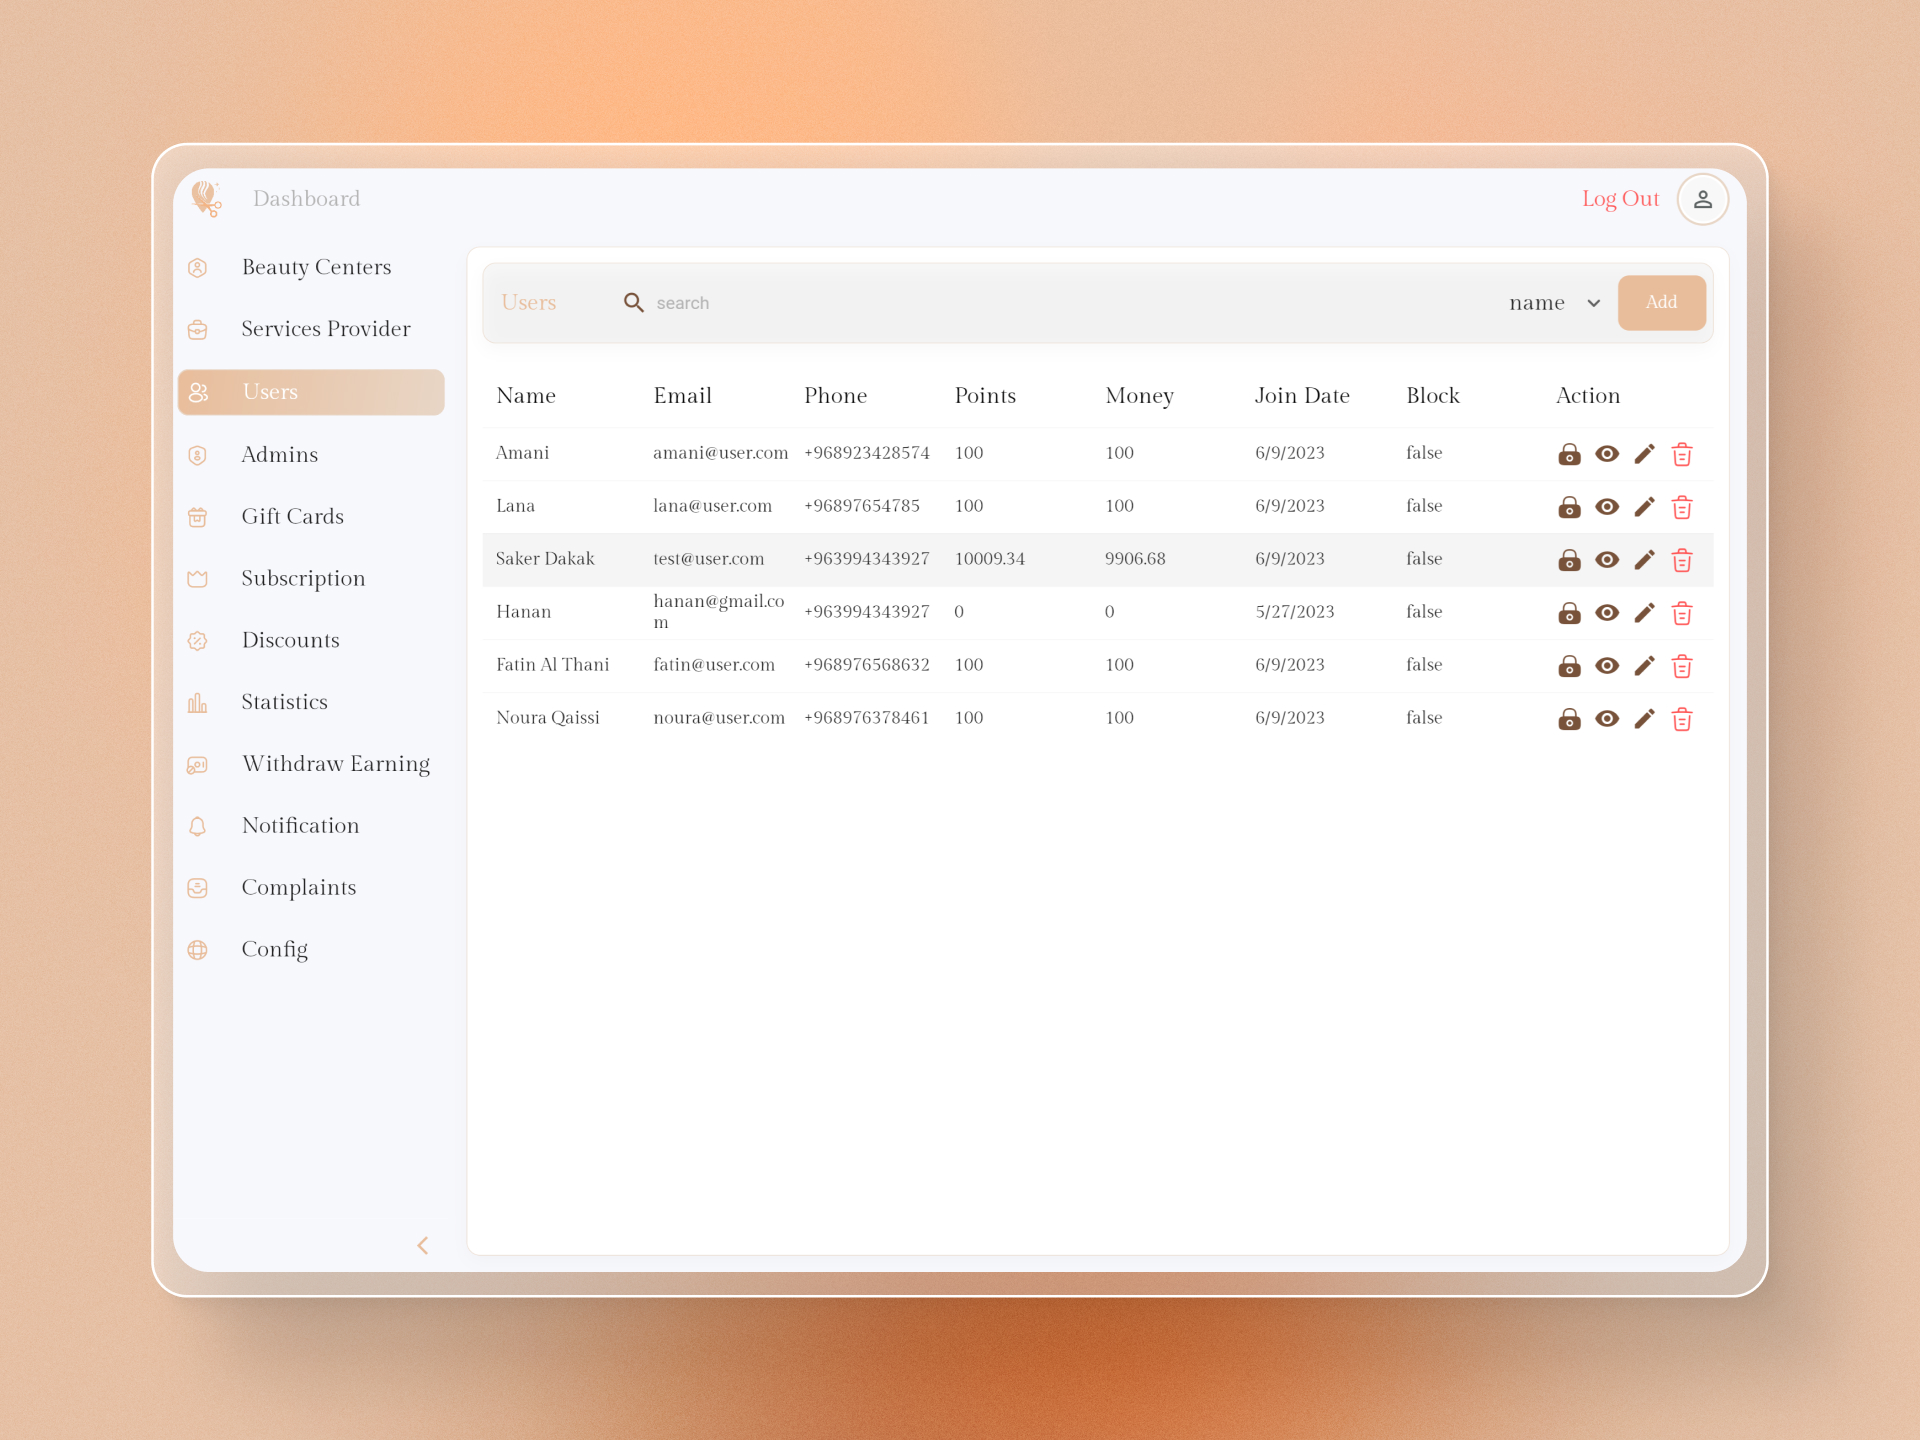 Dashboard
Log Out
Beauty Centers
Services Provider
Users
Admins
Gift Cards
Subscription
Discounts
Statistics
Withdraw Earning
Notification
Complaints
Config
Users search name Add
Name Email Phone Points Money Join Date Block Action
Amani amani@user.com +968923428574 100 100 6/9/2023 false
Lana lana@user.com +96897654785 100 100 6/9/2023 false
Saker Dakak test@user.com +963994343927 10009.34 9906.68 6/9/2023 false
Hanan hanan@gmail.co +963994343927 0 0 5/27/2023 false
m
Fatin Al Thani fatin@user.com +968976568632 100 100 6/9/2023 false
Noura Qaissi noura@user.com +968976378461 100 100 6/9/2023 false